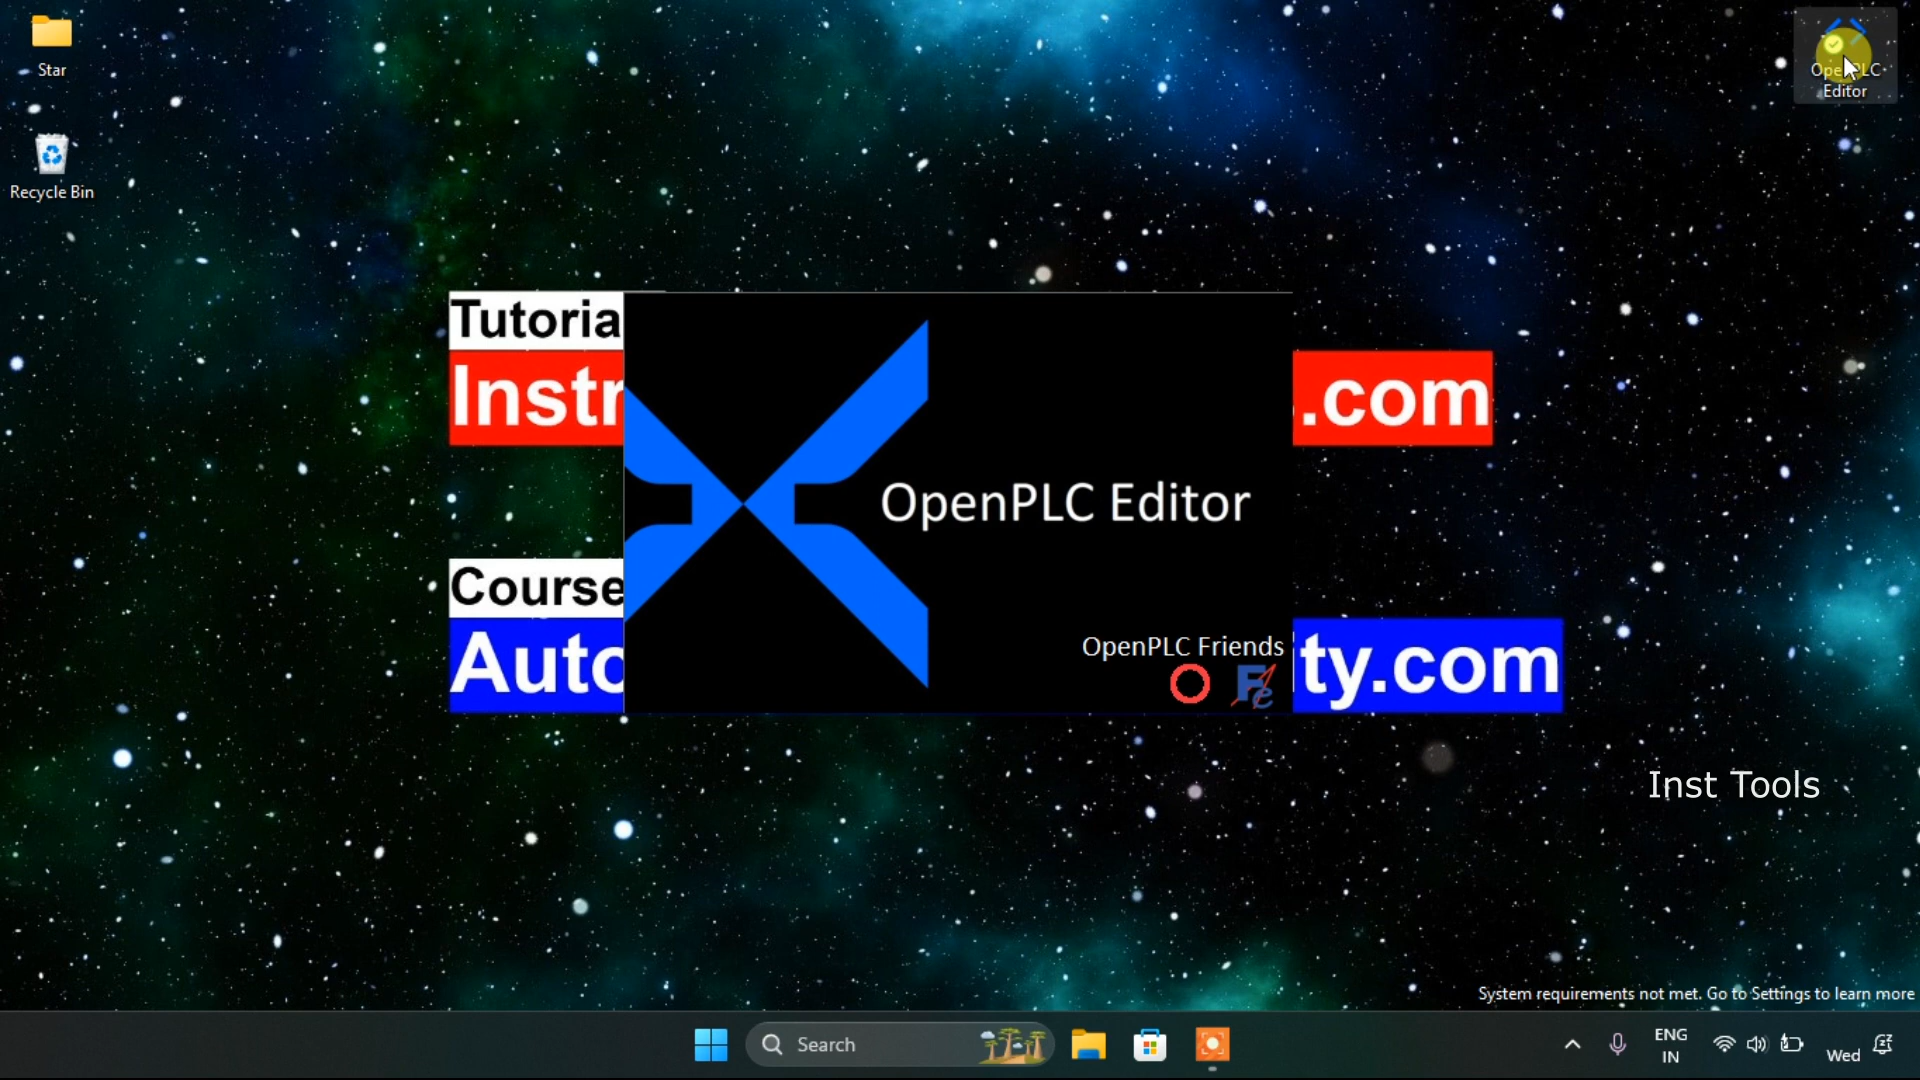 Star
Recycle Bin
OpenPLC
Editor
Tutoria
Instr
.com
OpenPLC Editor
Course
Auto
ty.com
OpenPLC Friends
Fe
Inst Tools
System requirements not met. Go to Settings to learn more
Search
ENG
IN
Wed